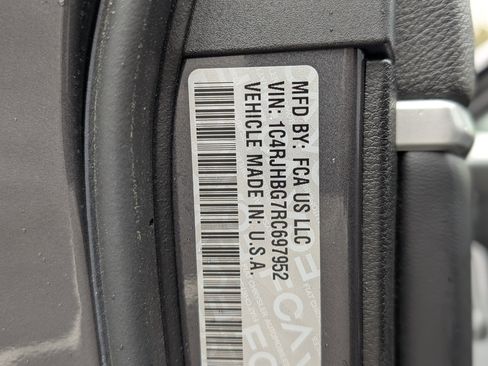 MFD BY: FCA US LLC
VIN: 1C4RJHBG7RC697952
VEHICLE MADE IN: U.S.A.